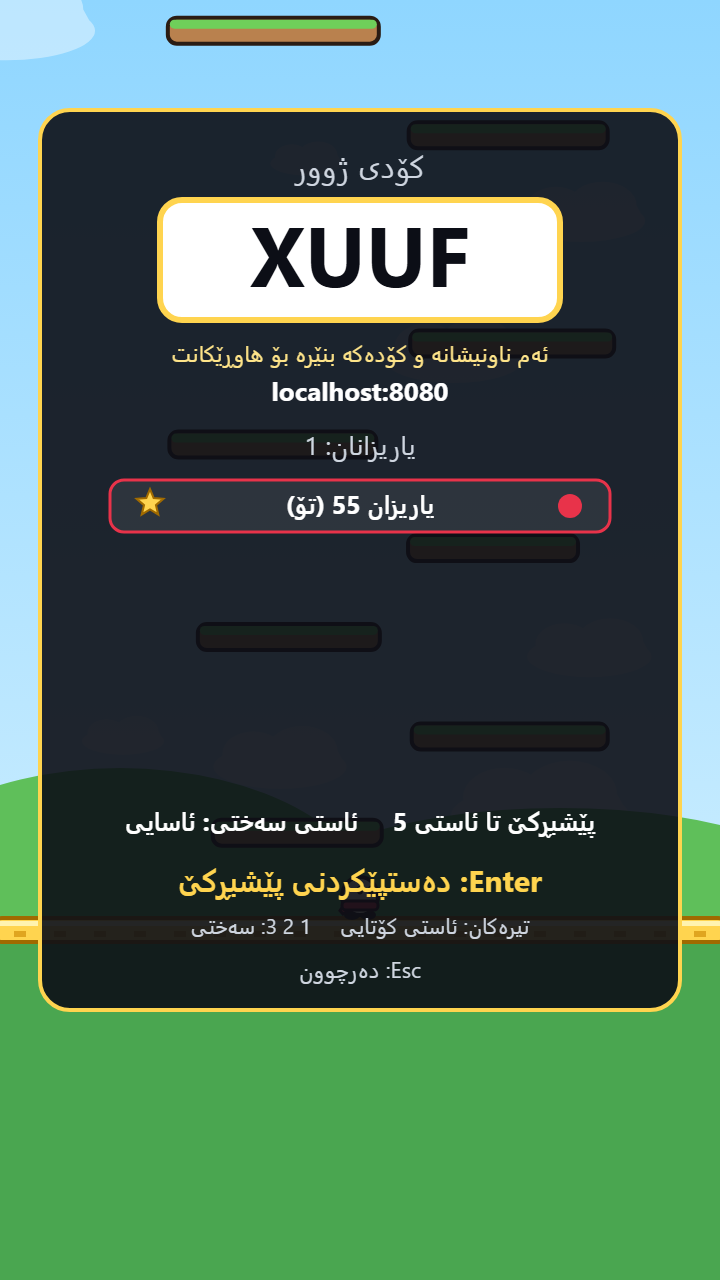 کۆدی ژوور
XUUF
ئەم ناونیشانە و کۆدەکە بنێرە بۆ هاوڕێکانت
localhost:8080
یاریزانان: 1
یاریزان 55 (تۆ)
پێشبڕکێ تا ئاستی 5    ئاستی سەختی: ئاسایی
Enter: دەستپێکردنی پێشبڕکێ
تیرەکان: ئاستی کۆتایی    1 2 3: سەختی
Esc: دەرچوون